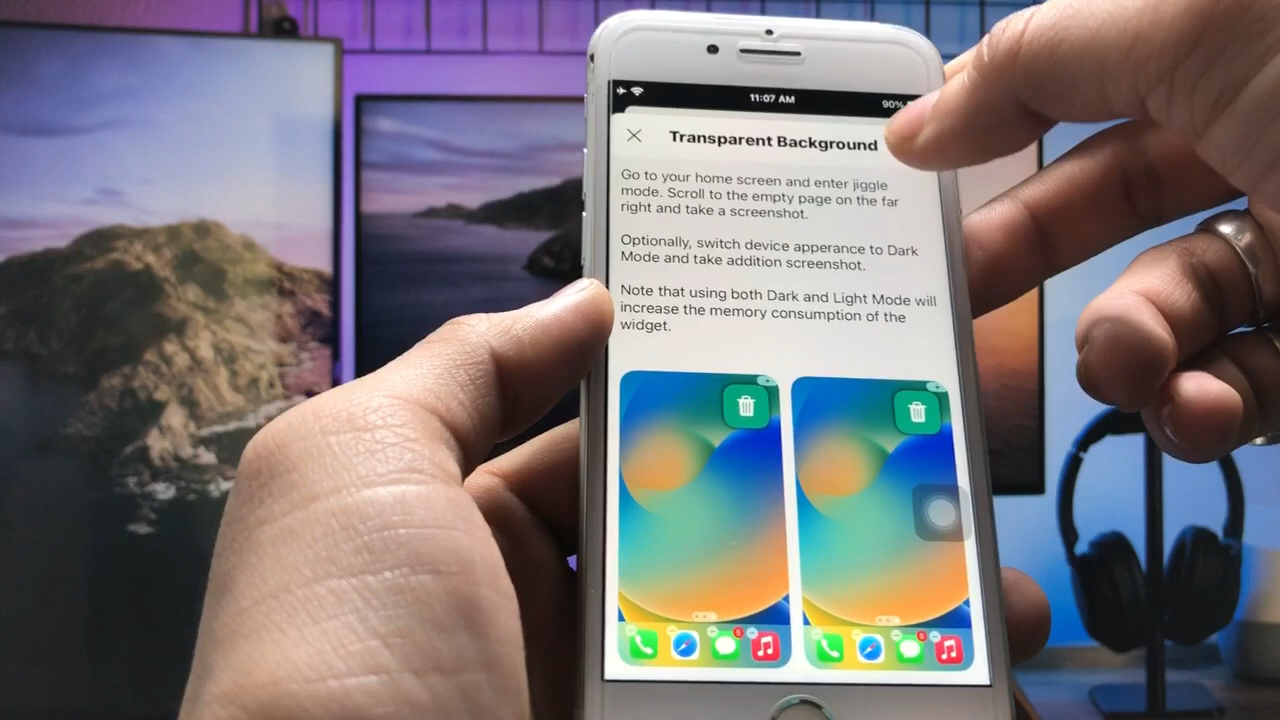 11:07 AM
90%
Transparent Background
Go to your home screen and enter jiggle
mode. Scroll to the empty page on the far
right and take a screenshot.
Optionally, switch device apperance to Dark
Mode and take addition screenshot.
Note that using both Dark and Light Mode will
increase the memory consumption of the
widget.